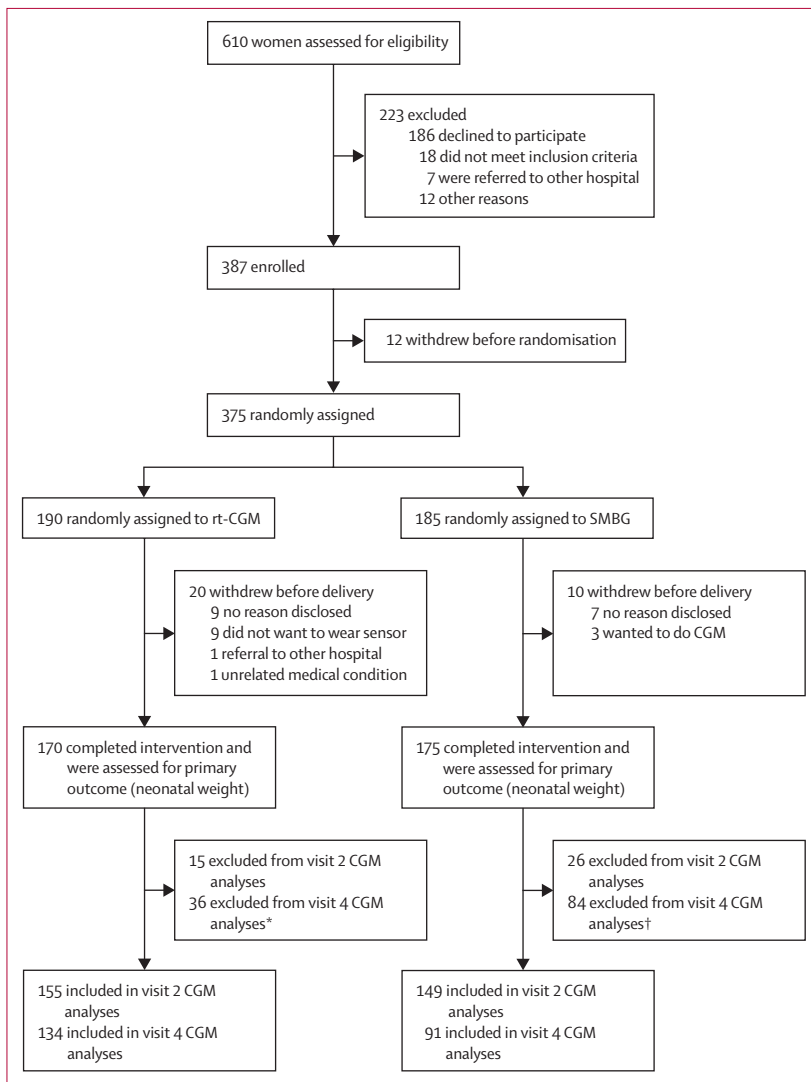 610 women assessed for eligibility
223 excluded
186 declined to participate
18 did not meet inclusion criteria
7 were referred to other hospital
12 other reasons
387 enrolled
12 withdrew before randomisation
375 randomly assigned
190 randomly assigned to rt-CGM
185 randomly assigned to SMBG
20 withdrew before delivery
9 no reason disclosed
9 did not want to wear sensor
1 referral to other hospital
1 unrelated medical condition
10 withdrew before delivery
7 no reason disclosed
3 wanted to do CGM
170 completed intervention and
were assessed for primary
outcome (neonatal weight)
175 completed intervention and
were assessed for primary
outcome (neonatal weight)
15 excluded from visit 2 CGM
analyses
36 excluded from visit 4 CGM
analyses*
26 excluded from visit 2 CGM
analyses
84 excluded from visit 4 CGM
analyses†
155 included in visit 2 CGM
analyses
134 included in visit 4 CGM
analyses
149 included in visit 2 CGM
analyses
91 included in visit 4 CGM
analyses